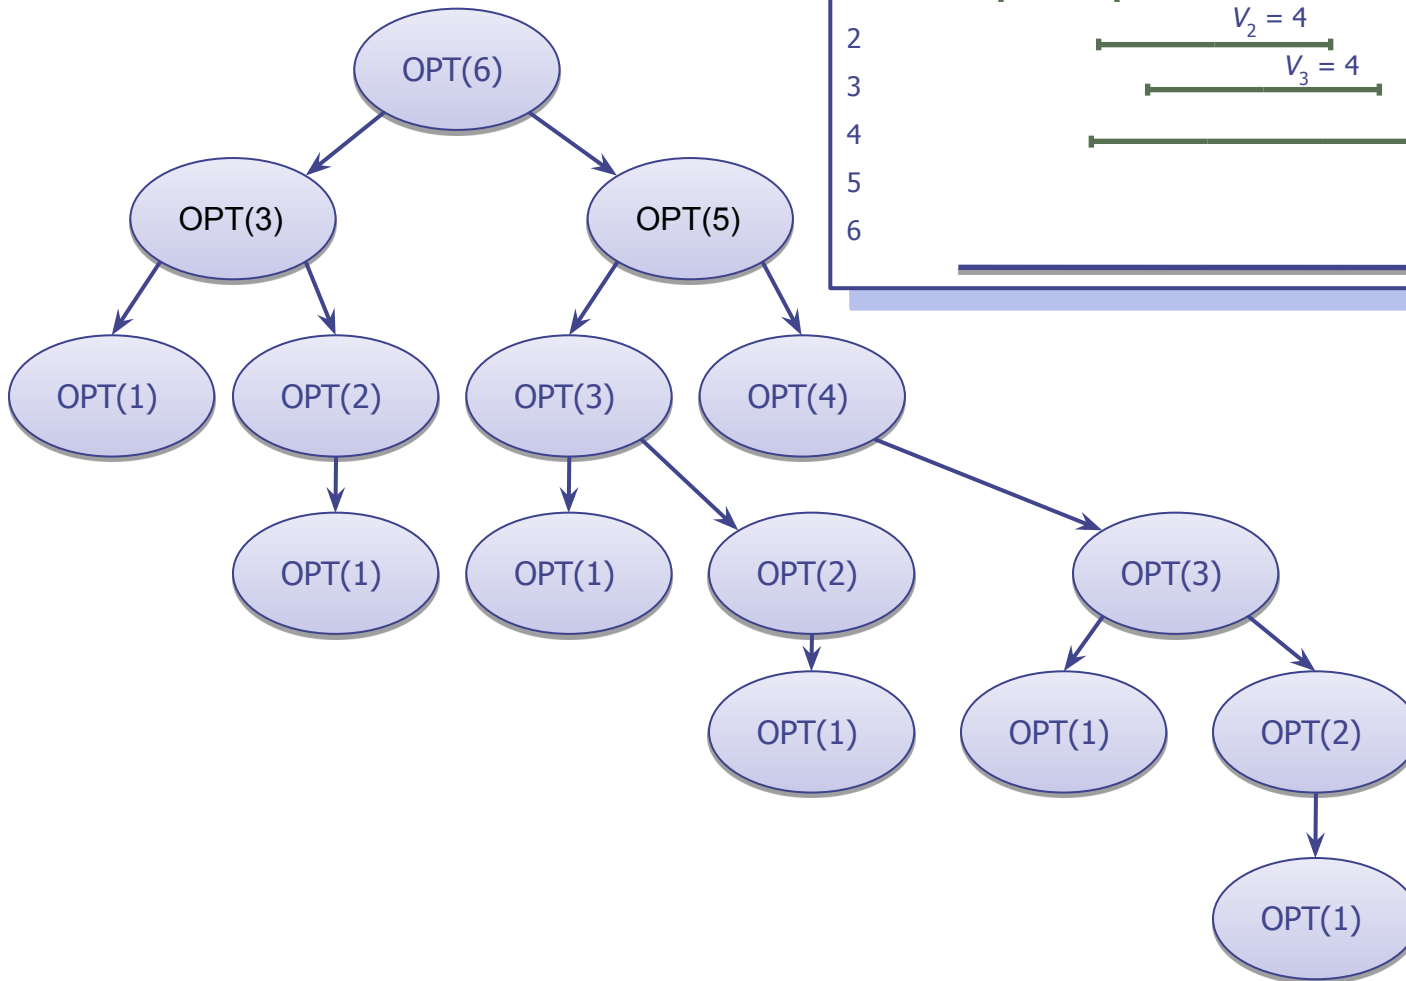 V2 = 4
2
V3 = 4
3
4
5
6
OPT(6)
OPT(3)
OPT(5)
OPT(1)
OPT(2)
OPT(3)
OPT(4)
OPT(1)
OPT(1)
OPT(2)
OPT(3)
OPT(1)
OPT(1)
OPT(2)
OPT(1)